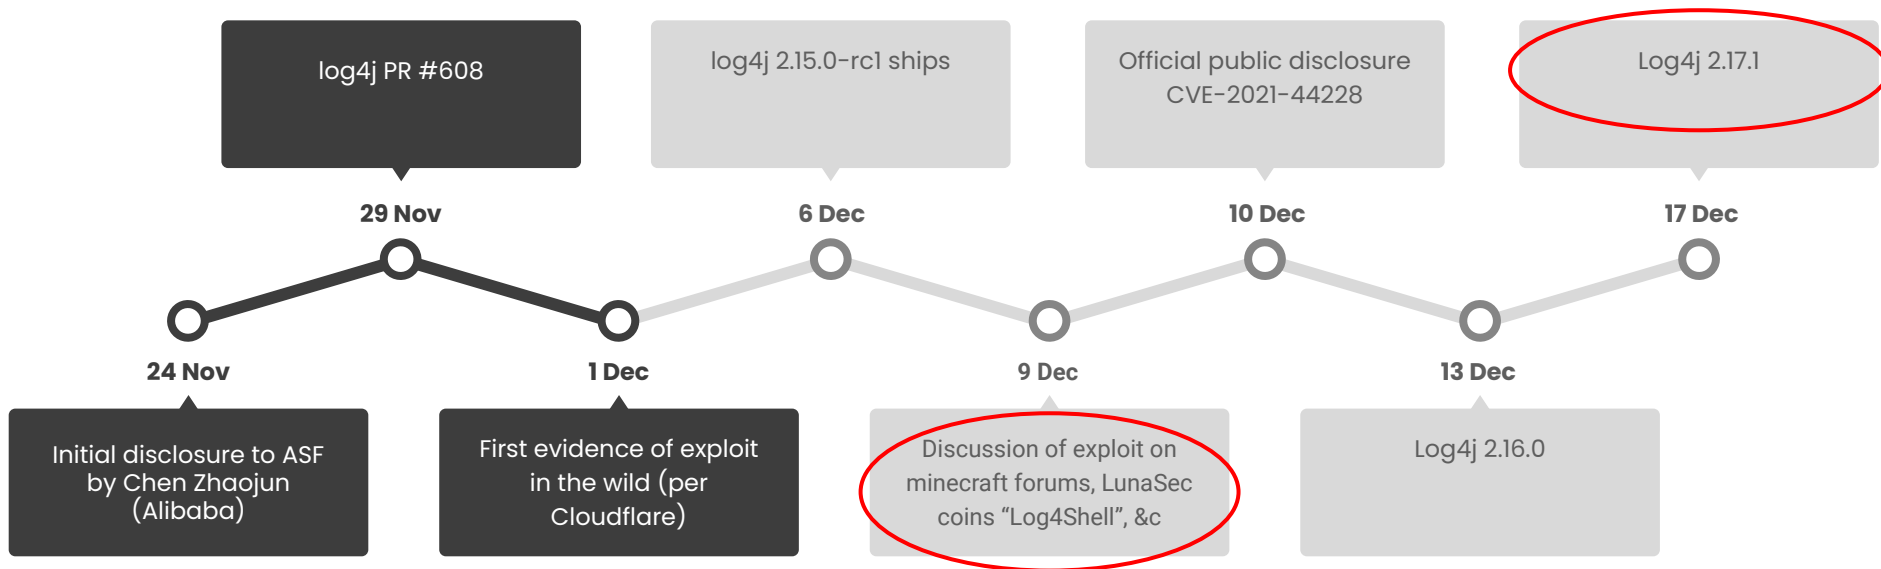 log4j PR #608
log4j 2.15.0-rc1 ships
Official public disclosure
CVE-2021-44228
Log4j 2.17.1
29 Nov
6 Dec
10 Dec
17 Dec
24 Nov
1 Dec
9 Dec
13 Dec
Initial disclosure to ASF
by Chen Zhaojun
(Alibaba)
First evidence of exploit
in the wild (per
Cloudflare)
Discussion of exploit on
minecraft forums, LunaSec
coins “Log4Shell”, &c
Log4j 2.16.0